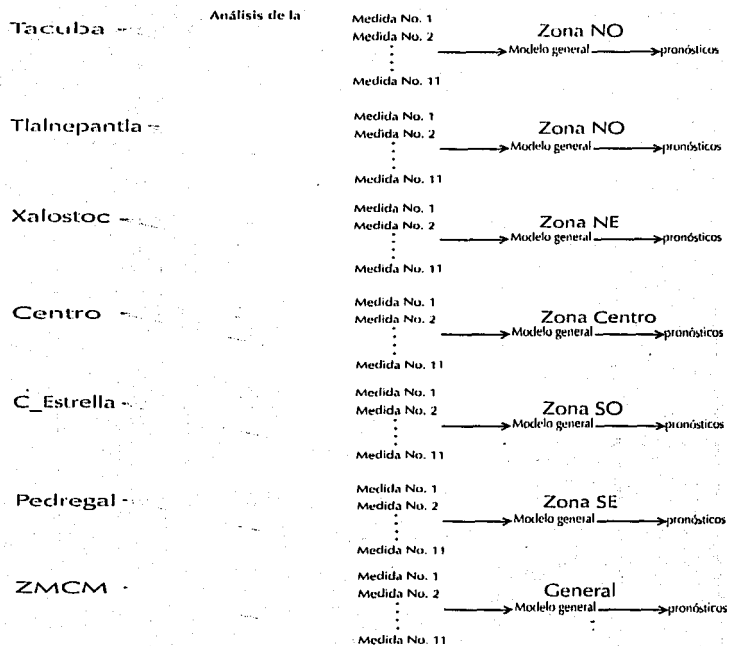 Análisis de la
Tacuba
Medida No. 1
Medida No. 2
Medida No. 11
Zona NO
Modelo general
pronósticos
Tlalnepantla
Medida No. 1
Medida No. 2
Medida No. 11
Zona NO
Modelo general
pronósticos
Xalostoc
Medida No. 1
Medida No. 2
Medida No. 11
Zona NE
Modelo general
pronósticos
Centro
Medida No. 1
Medida No. 2
Medida No. 11
Zona Centro
Modelo general
pronósticos
C_Estrella
Medida No. 1
Medida No. 2
Medida No. 11
Zona SO
Modelo general
pronósticos
Pedregal
Medida No. 1
Medida No. 2
Medida No. 11
Zona SE
Modelo general
pronósticos
ZMCM
Medida No. 1
Medida No. 2
Medida No. 11
General
Modelo general
pronósticos